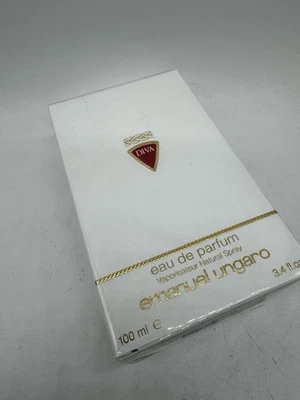 DIVA
eau de parfum
Vaporisateur Natural Spray
emanuel ungaro
100 ml e 3.4 fl.oz